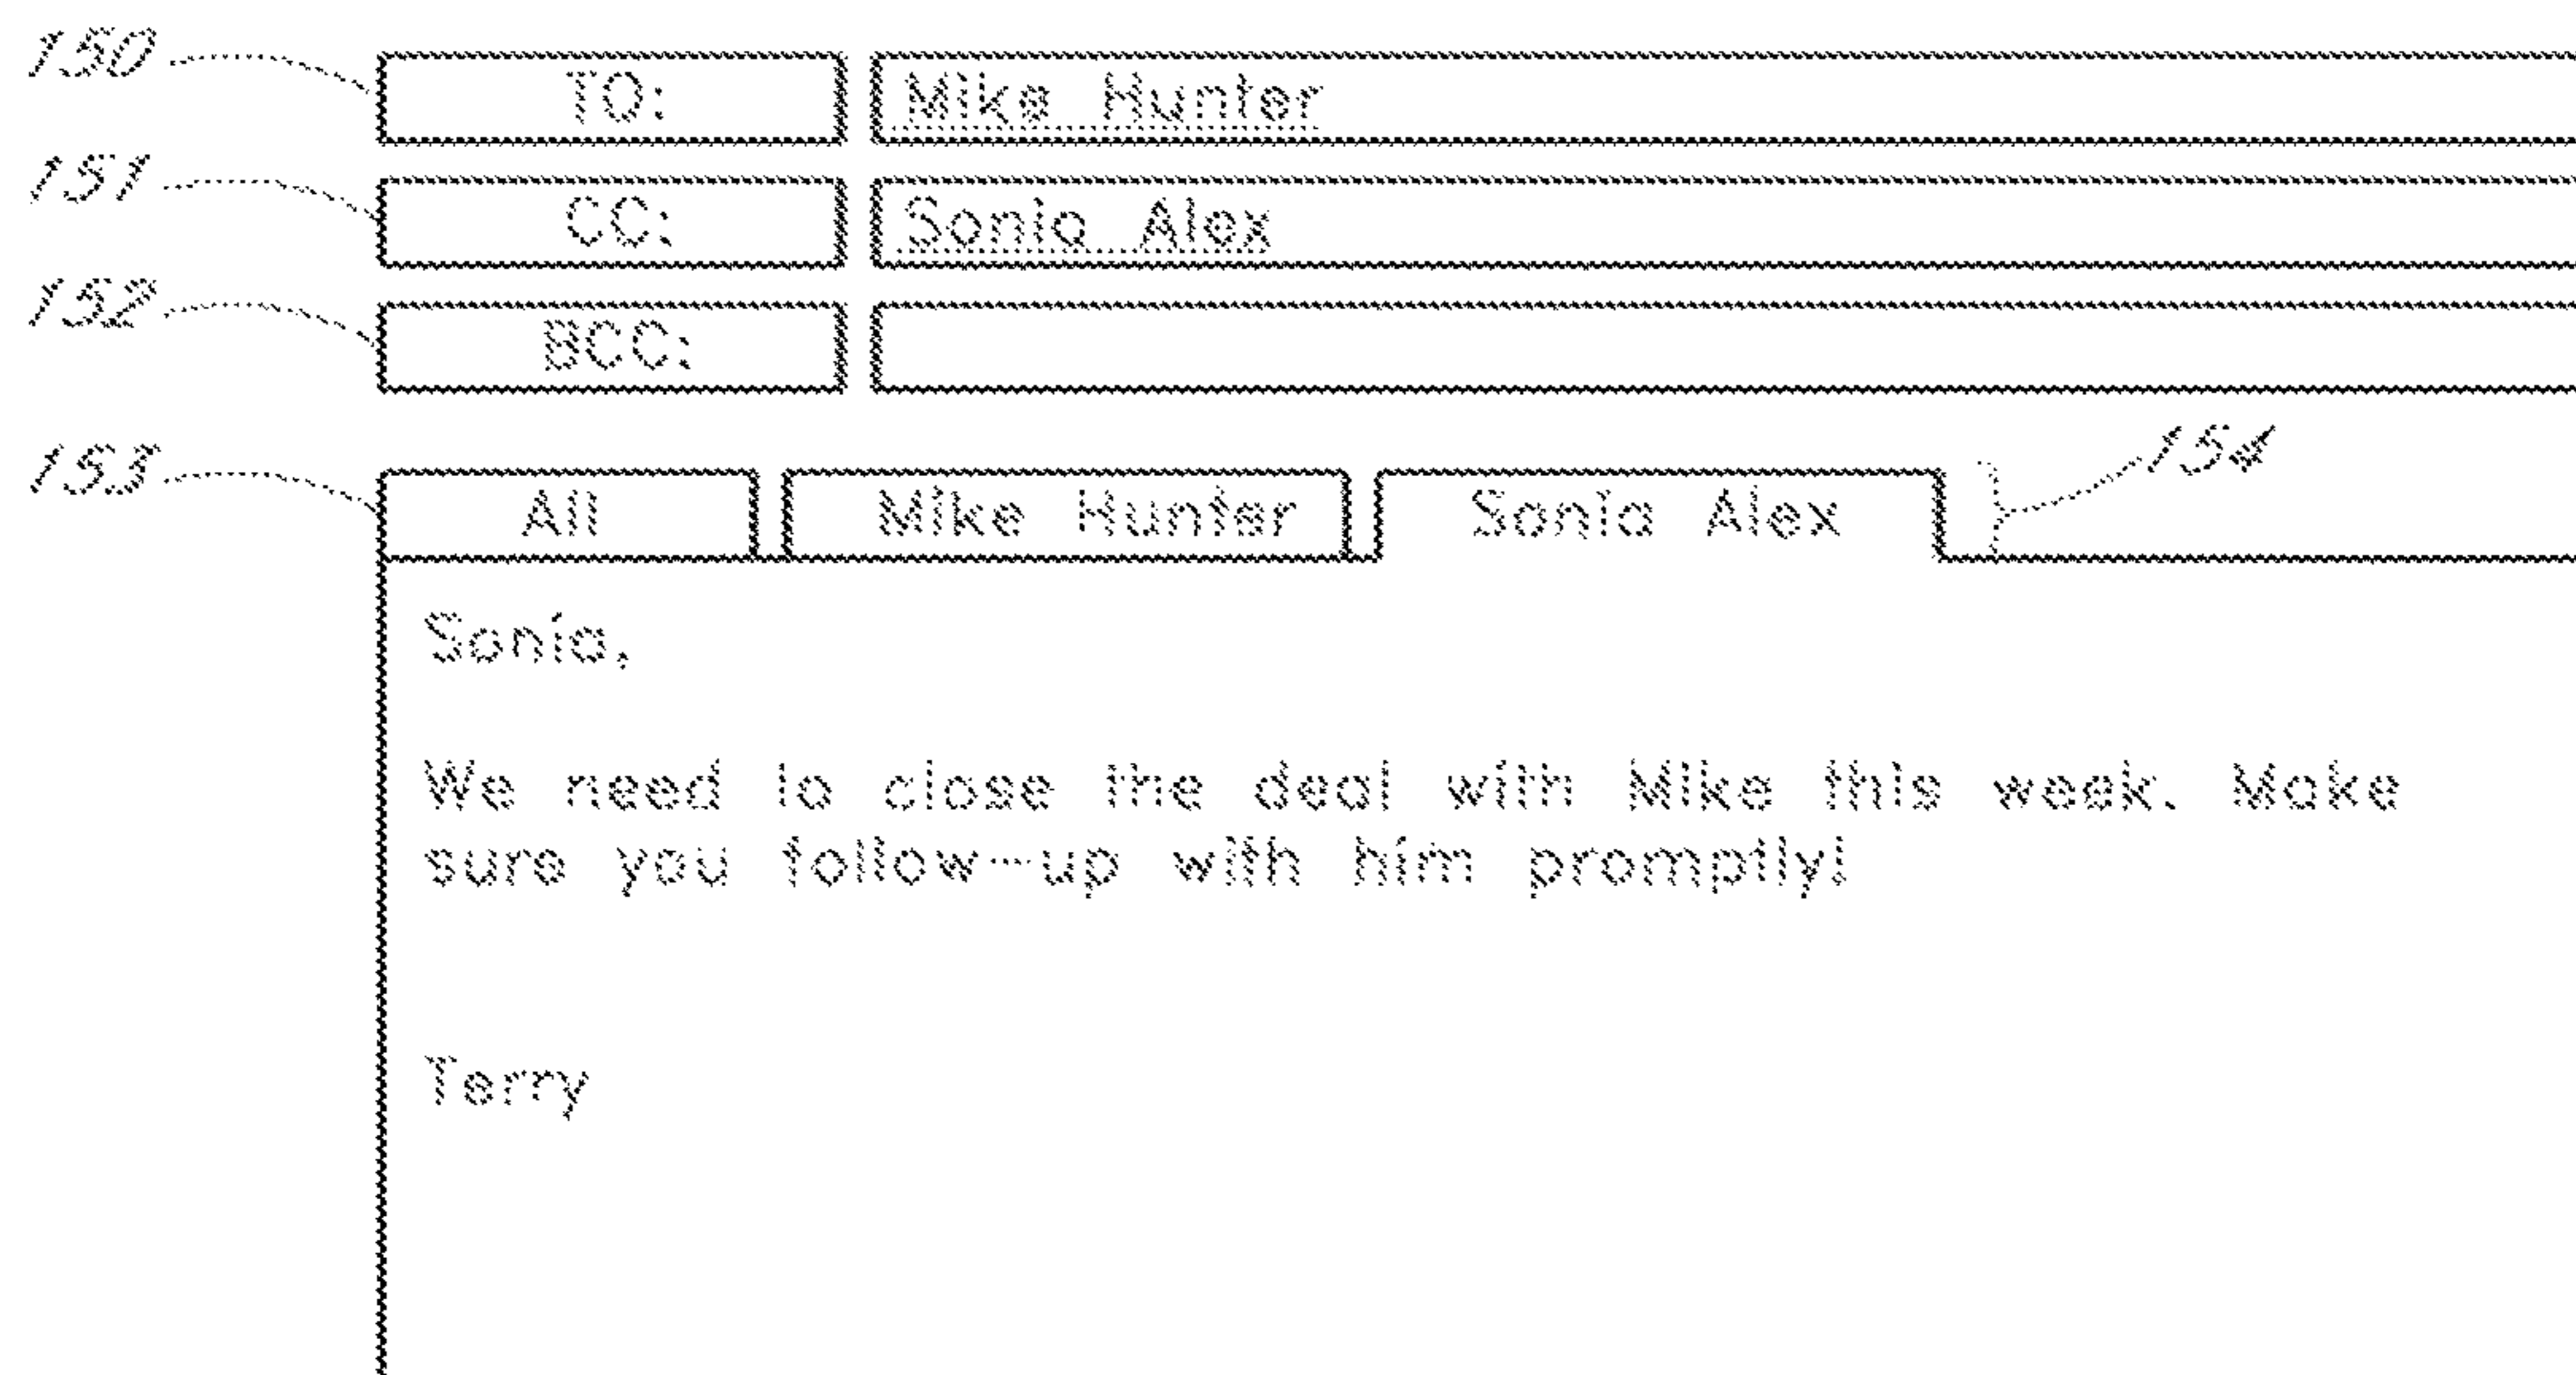 150 TO: Mike Hunter
151 CC: Sonia Alex
152 BCC:
153 All Mike Hunter Sonia Alex 154
Sonia,
We need to close the deal with Mike this week. Make
sure you follow-up with him promptly!
Terry